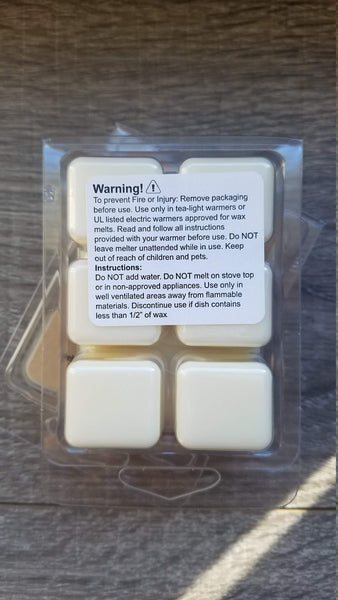 Warning!
To prevent Fire or Injury: Remove packaging
before use. Use only in tea-light warmers or
UL listed electric warmers approved for wax
melts. Read and follow all instructions
provided with your warmer before use. Do NOT
leave melter unattended while in use. Keep
out of reach of children and pets.
Instructions:
Do NOT add water. Do NOT melt on stove top
or in non-approved appliances. Use only in
well ventilated areas away from flammable
materials. Discontinue use if dish contains
less than 1/2" of wax